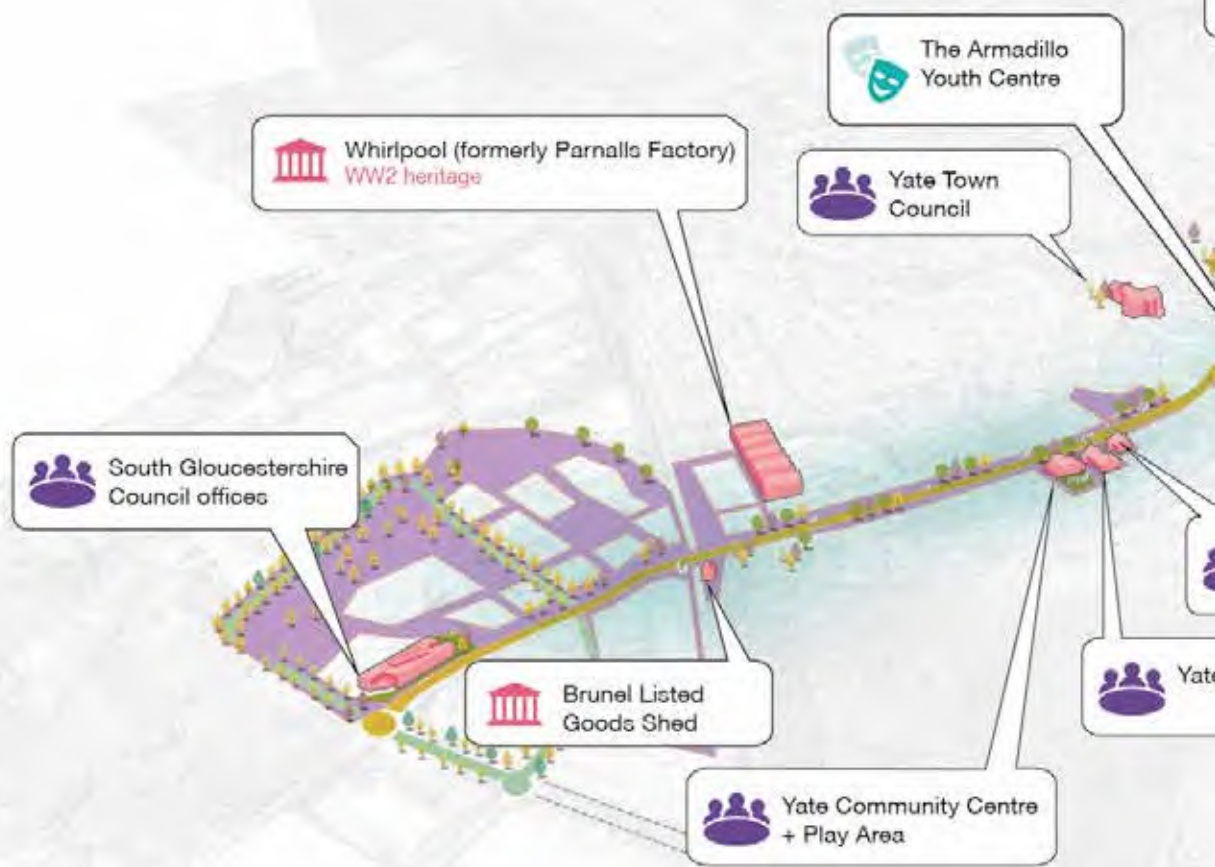 The Armadillo
Youth Centre
Whirlpool (formerly Parnalls Factory)
WW2 heritage
Yate Town
Council
South Gloucestershire
Council offices
Brunel Listed
Goods Shed
Yate
Yate Community Centre
+ Play Area